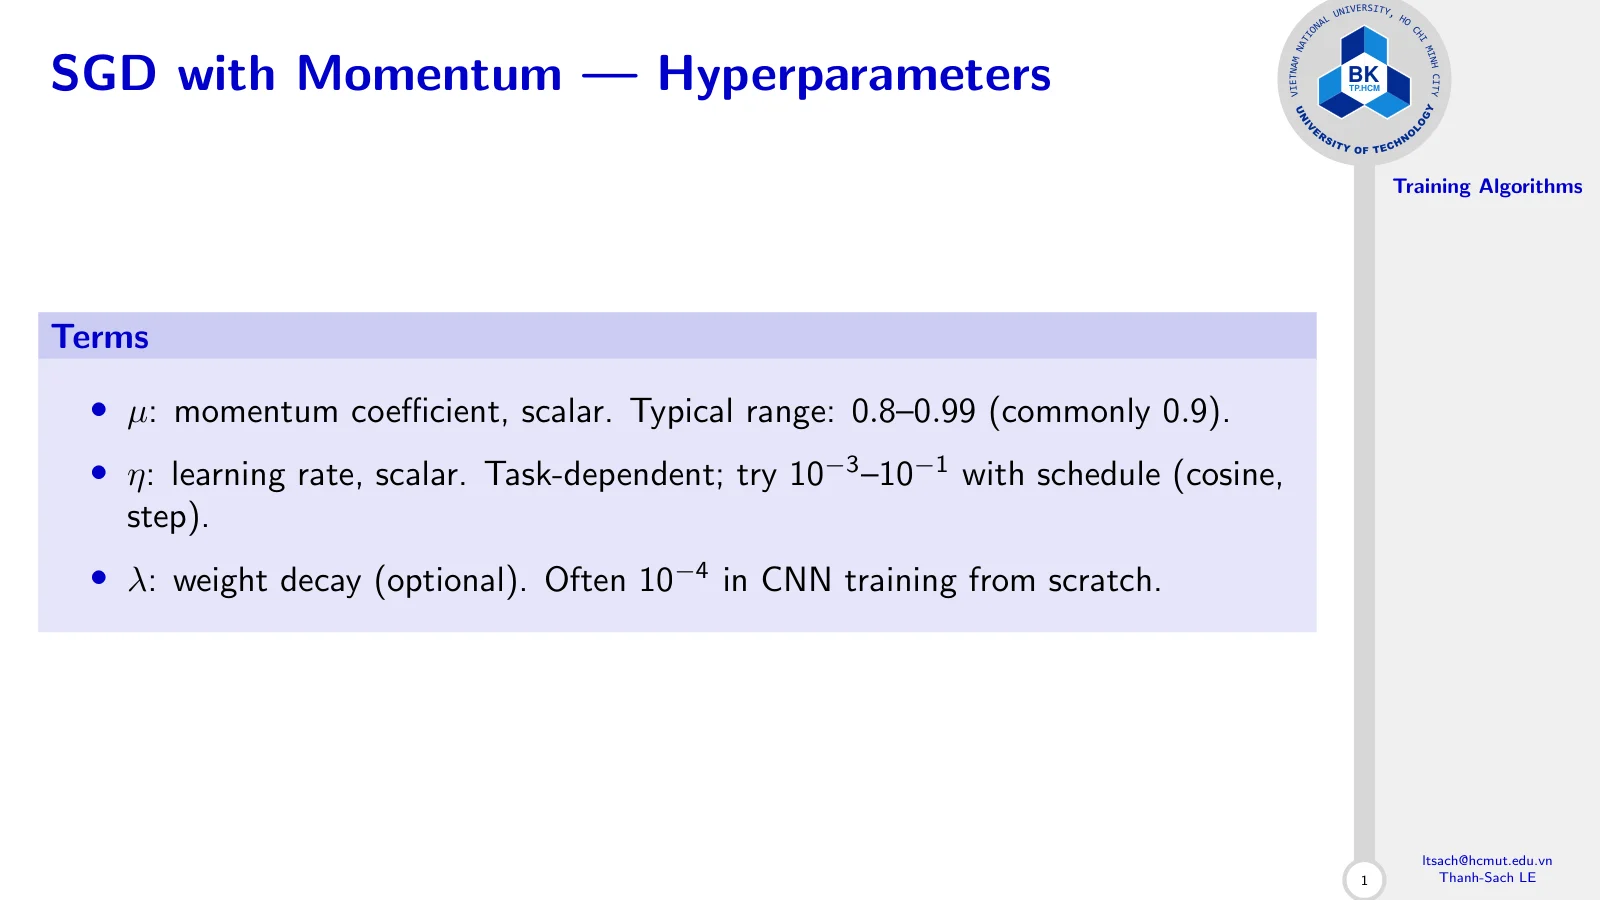 SGD with Momentum — Hyperparameters
VIETNAM NATIONAL UNIVERSITY, HO CHI MINH CITY
BK
TP.HCM
UNIVERSITY OF TECHNOLOGY
Training Algorithms
Terms
• μ: momentum coefficient, scalar. Typical range: 0.8–0.99 (commonly 0.9).
• η: learning rate, scalar. Task-dependent; try 10⁻³–10⁻¹ with schedule (cosine,
step).
• λ: weight decay (optional). Often 10⁻⁴ in CNN training from scratch.
ltsach@hcmut.edu.vn
Thanh-Sach LE
1